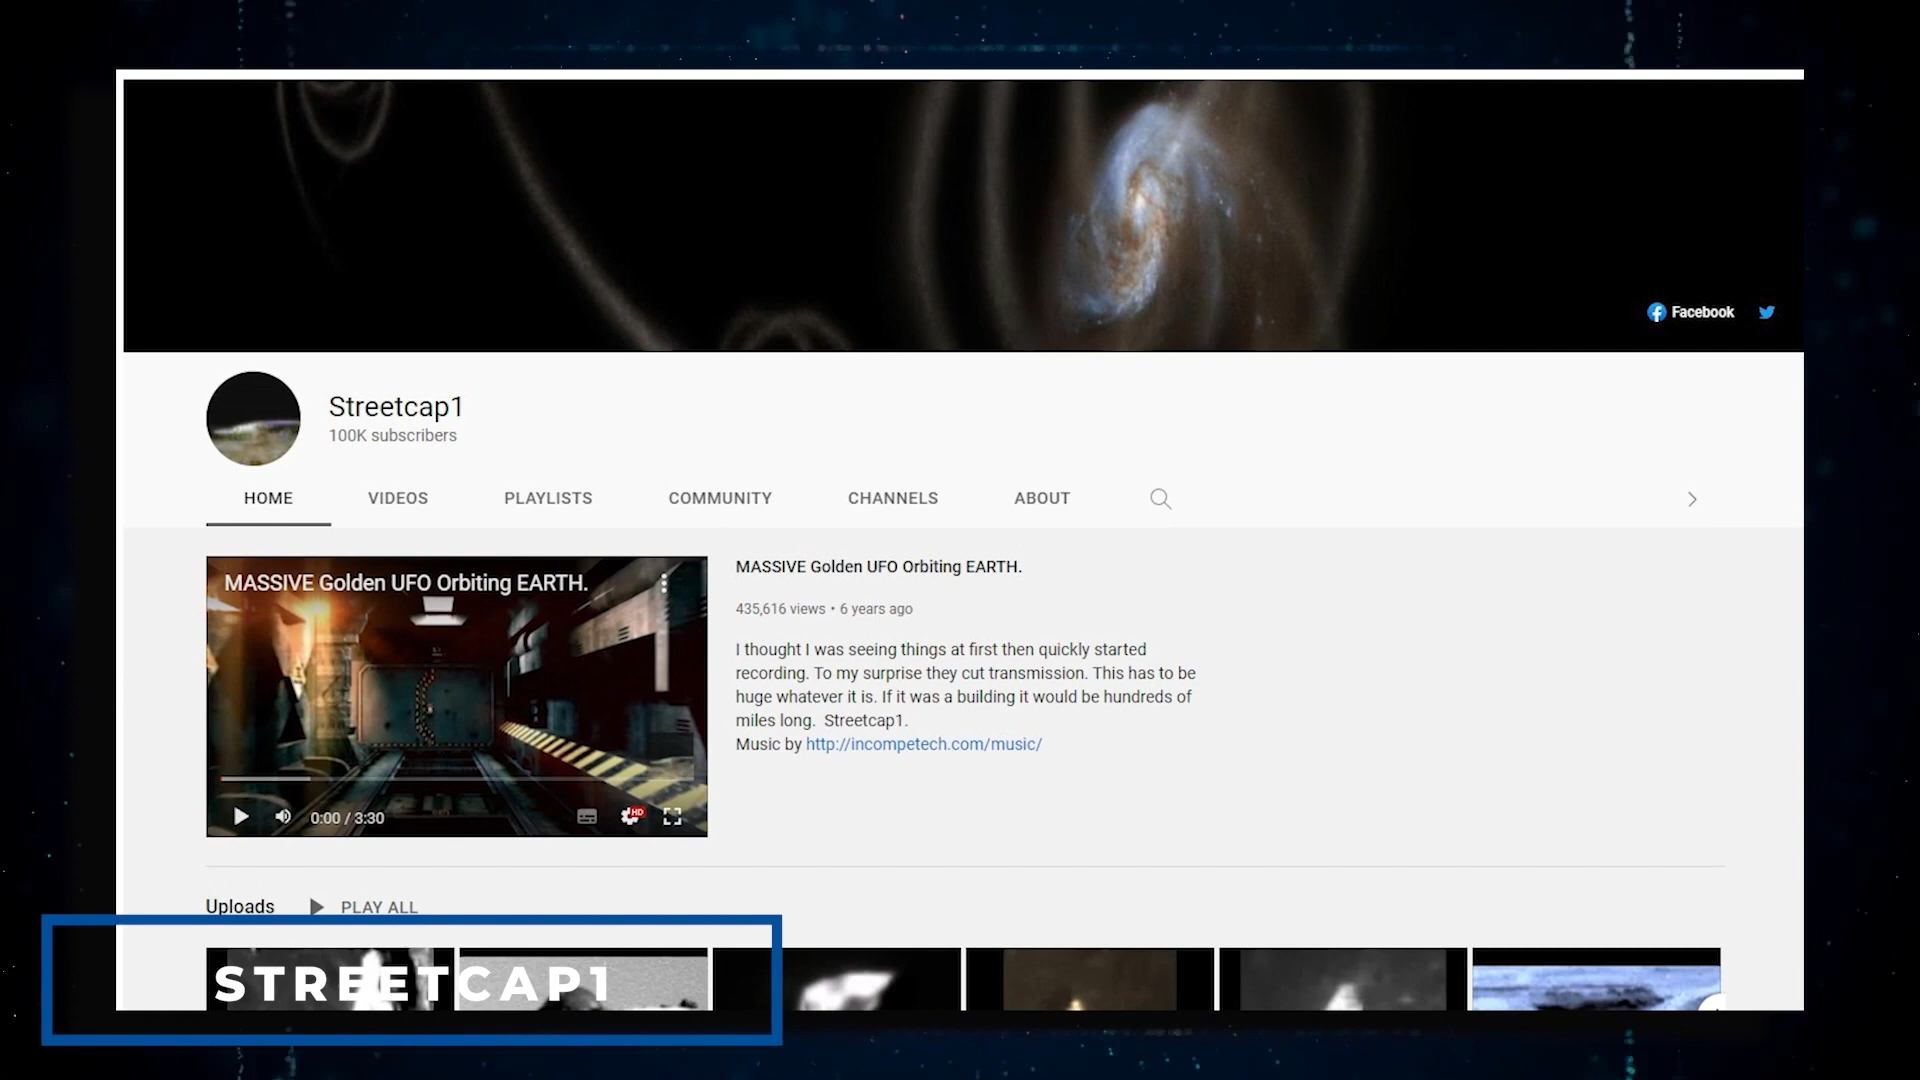 Facebook
Streetcap1
100K subscribers
HOME VIDEOS PLAYLISTS COMMUNITY CHANNELS ABOUT
MASSIVE Golden UFO Orbiting EARTH.
0:00 / 3:30
HD
MASSIVE Golden UFO Orbiting EARTH.
435,616 views • 6 years ago
I thought I was seeing things at first then quickly started
recording. To my surprise they cut transmission. This has to be
huge whatever it is. If it was a building it would be hundreds of
miles long. Streetcap1.
Music by http://incompetech.com/music/
Uploads PLAY ALL
STREETCAP1